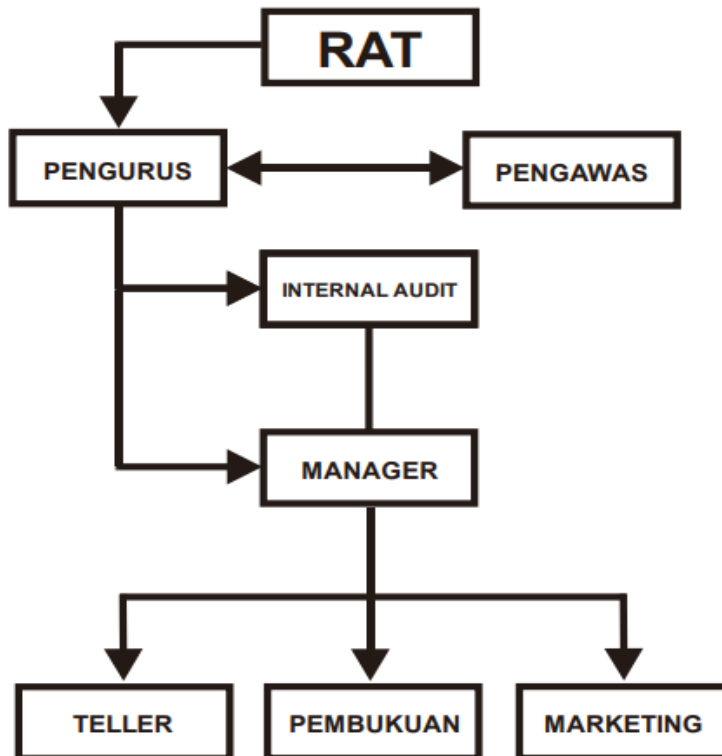 RAT
PENGURUS
PENGAWAS
INTERNAL AUDIT
MANAGER
TELLER
PEMBUKUAN
MARKETING